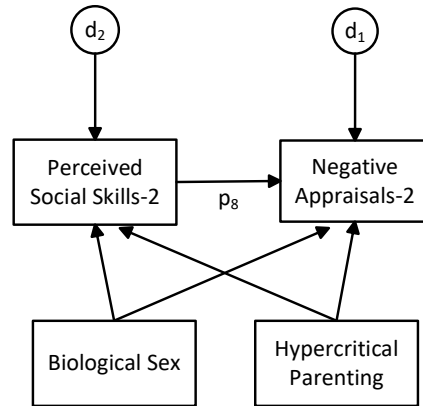 d₂
d₁
Perceived
Social Skills-2
Negative
Appraisals-2
p₈
Biological Sex
Hypercritical
Parenting